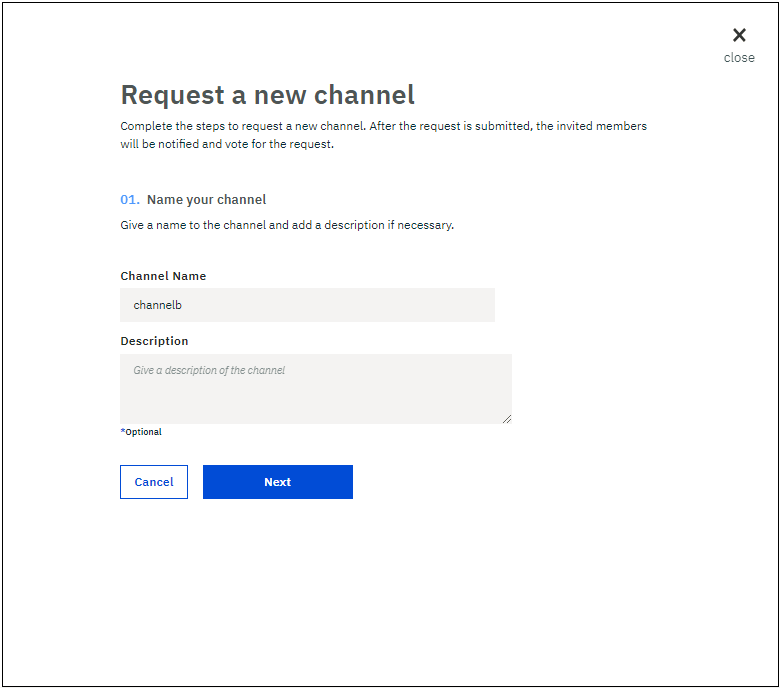 close
Request a new channel
Complete the steps to request a new channel. After the request is submitted, the invited members
will be notified and vote for the request.
01. Name your channel
Give a name to the channel and add a description if necessary.
Channel Name
channelb
Description
Give a description of the channel
*Optional
Cancel Next